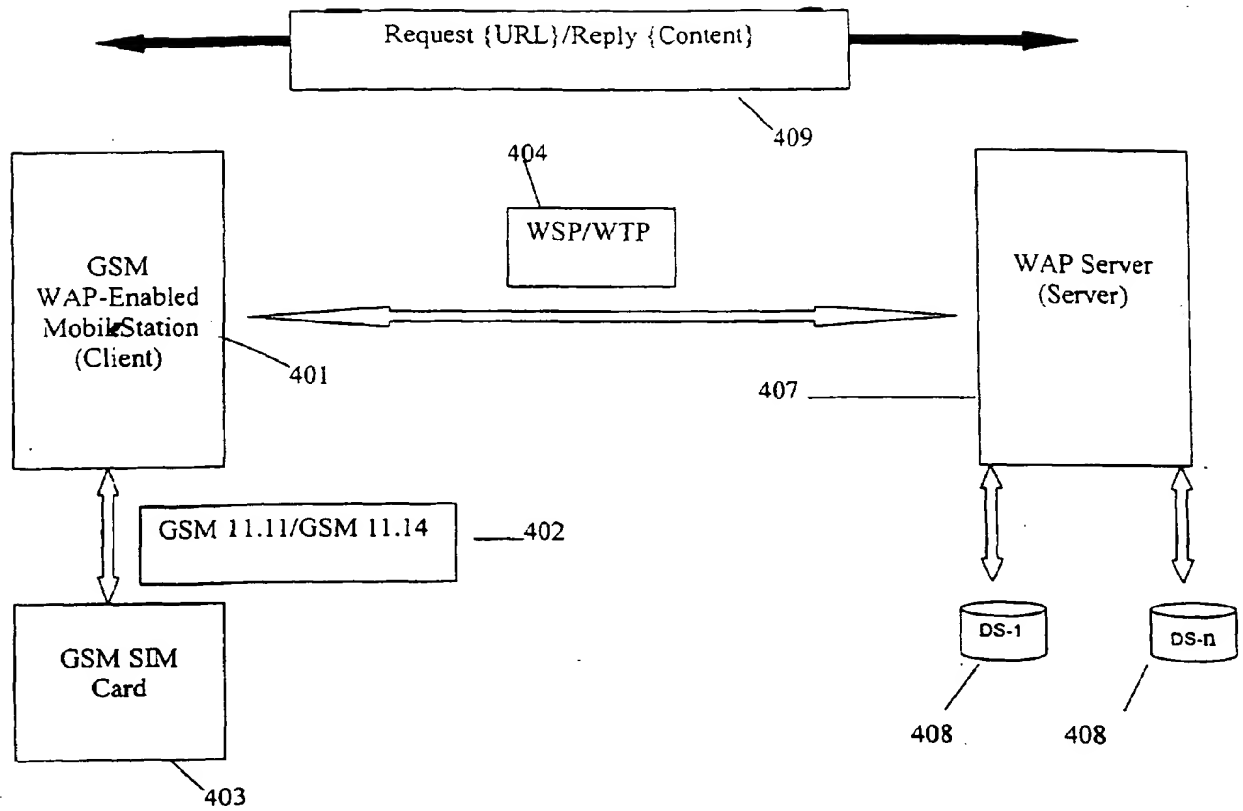 Request {URL}/Reply {Content}
409
404
WSP/WTP
GSM
WAP-Enabled
MobilStation
(Client)
401
WAP Server
(Server)
407
GSM 11.11/GSM 11.14
402
GSM SIM
Card
403
DS-1
DS-n
408
408